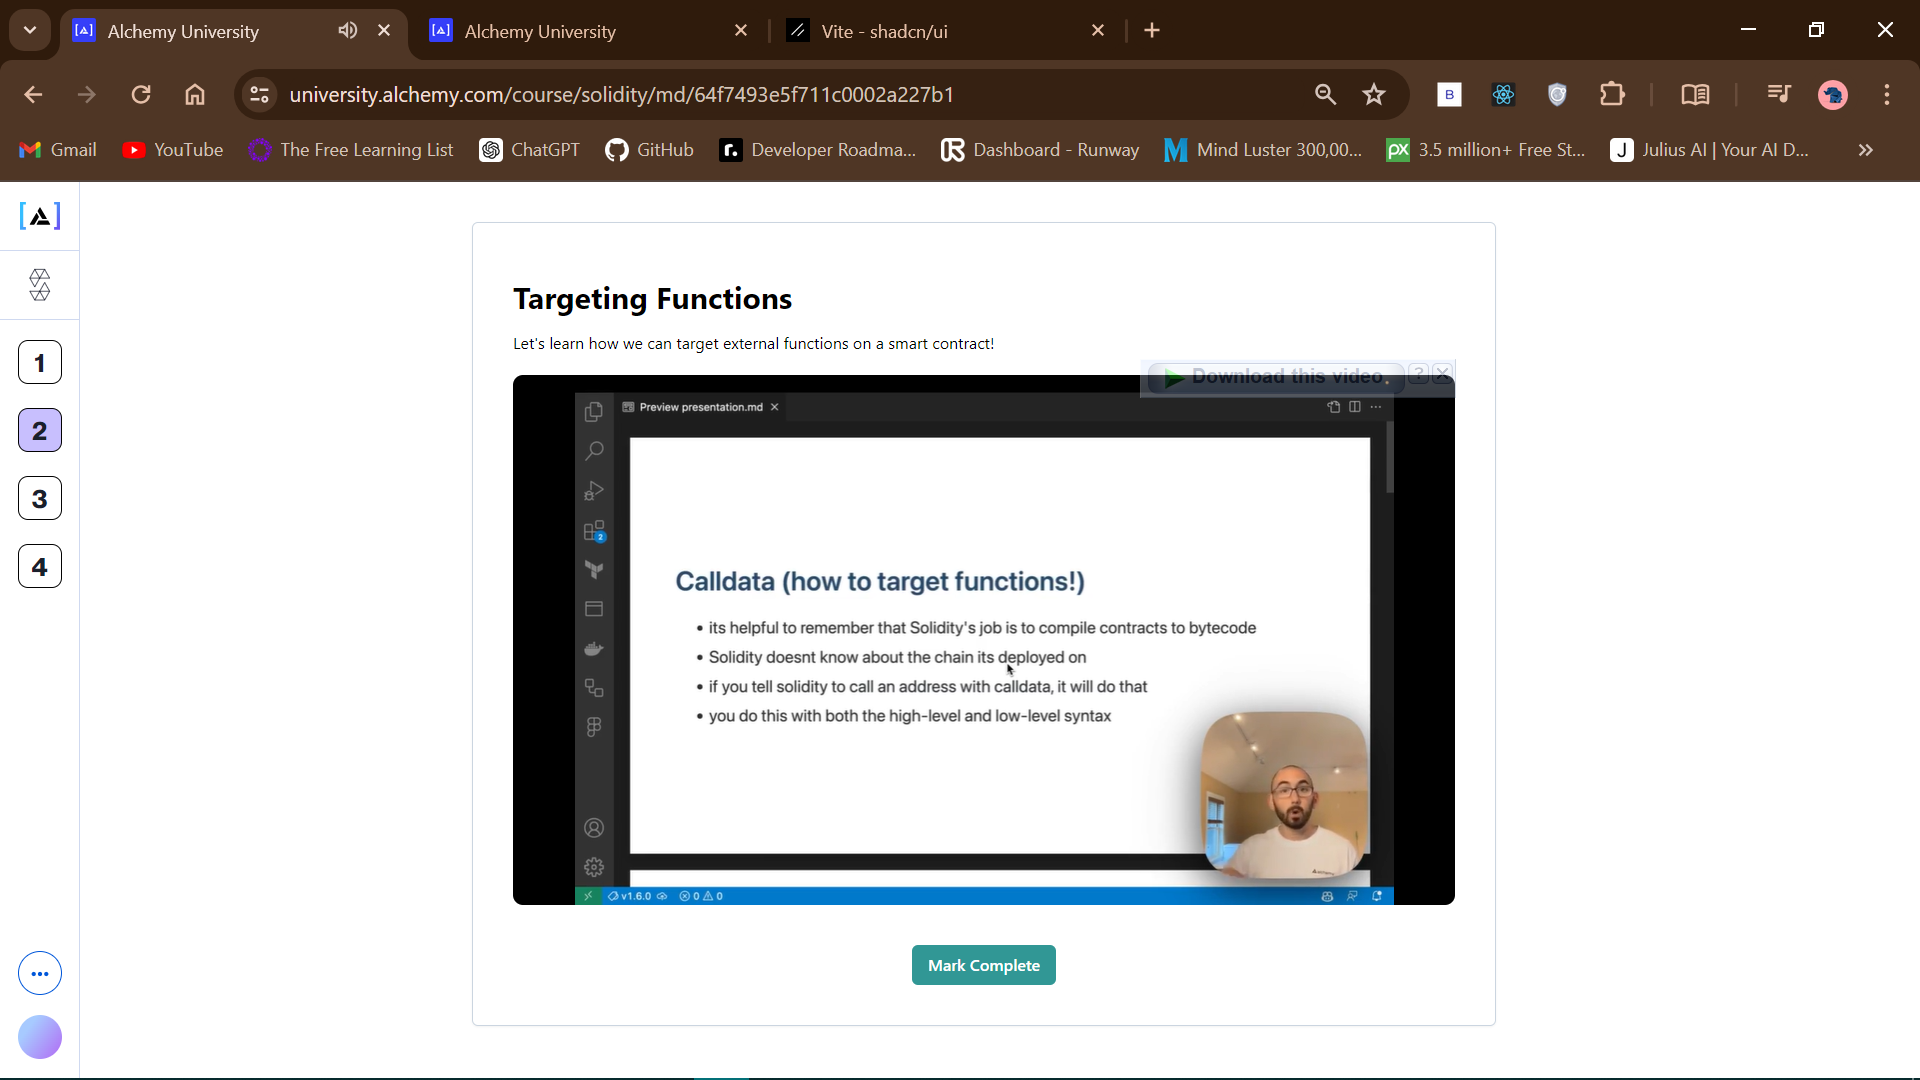 Alchemy University
Alchemy University
Vite - shadcn/ui
university.alchemy.com/course/solidity/md/64f7493e5f711c0002a227b1
B
Gmail
YouTube
The Free Learning List
ChatGPT
GitHub
r.
Developer Roadma...
Dashboard - Runway
Mind Luster 300,00...
px
3.5 million+ Free St...
J
Julius AI | Your AI D...
1
2
3
4
Targeting Functions
Let's learn how we can target external functions on a smart contract!
Download this video.
?
Preview presentation.md
2
Calldata (how to target functions!)
• its helpful to remember that Solidity's job is to compile contracts to bytecode
• Solidity doesnt know about the chain its deployed on
• if you tell solidity to call an address with calldata, it will do that
• you do this with both the high-level and low-level syntax
v1.6.0
0
0
Mark Complete